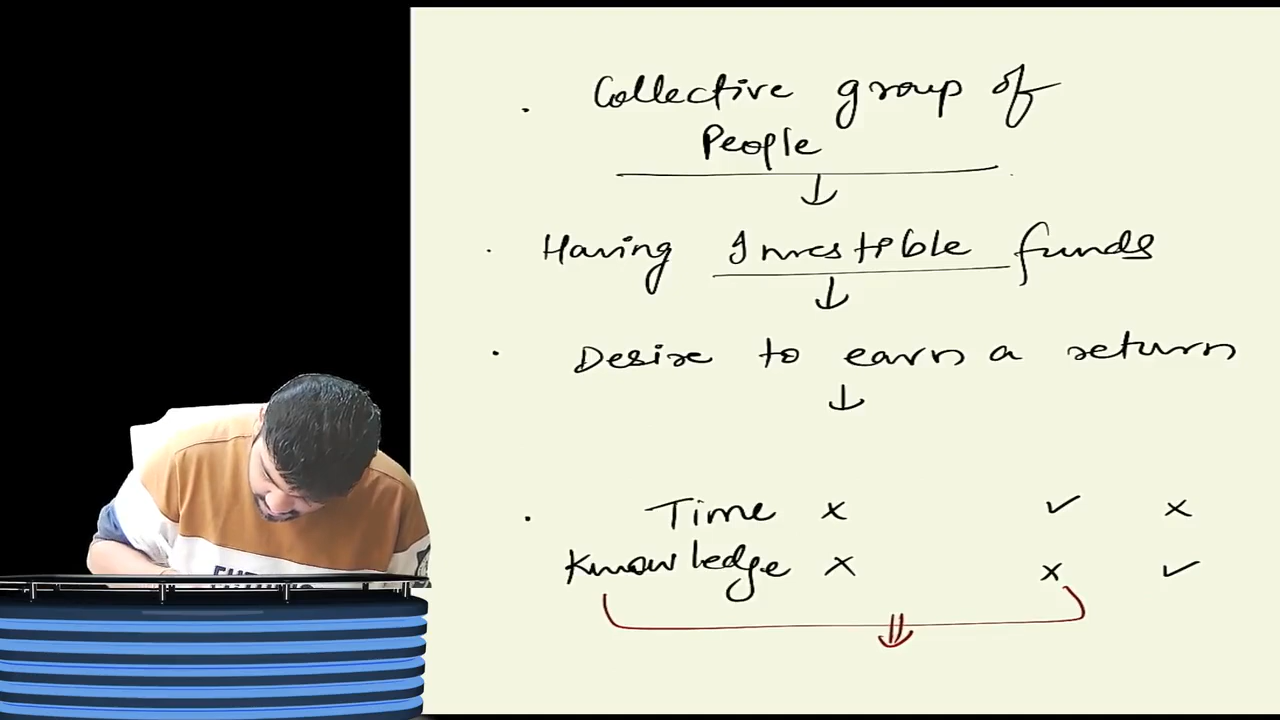 . Collective group of
People
↓
. Having Investible funds
↓
. Desire to earn a return
↓
. Time x ✓ x
Knowledge x x ✓
⇓